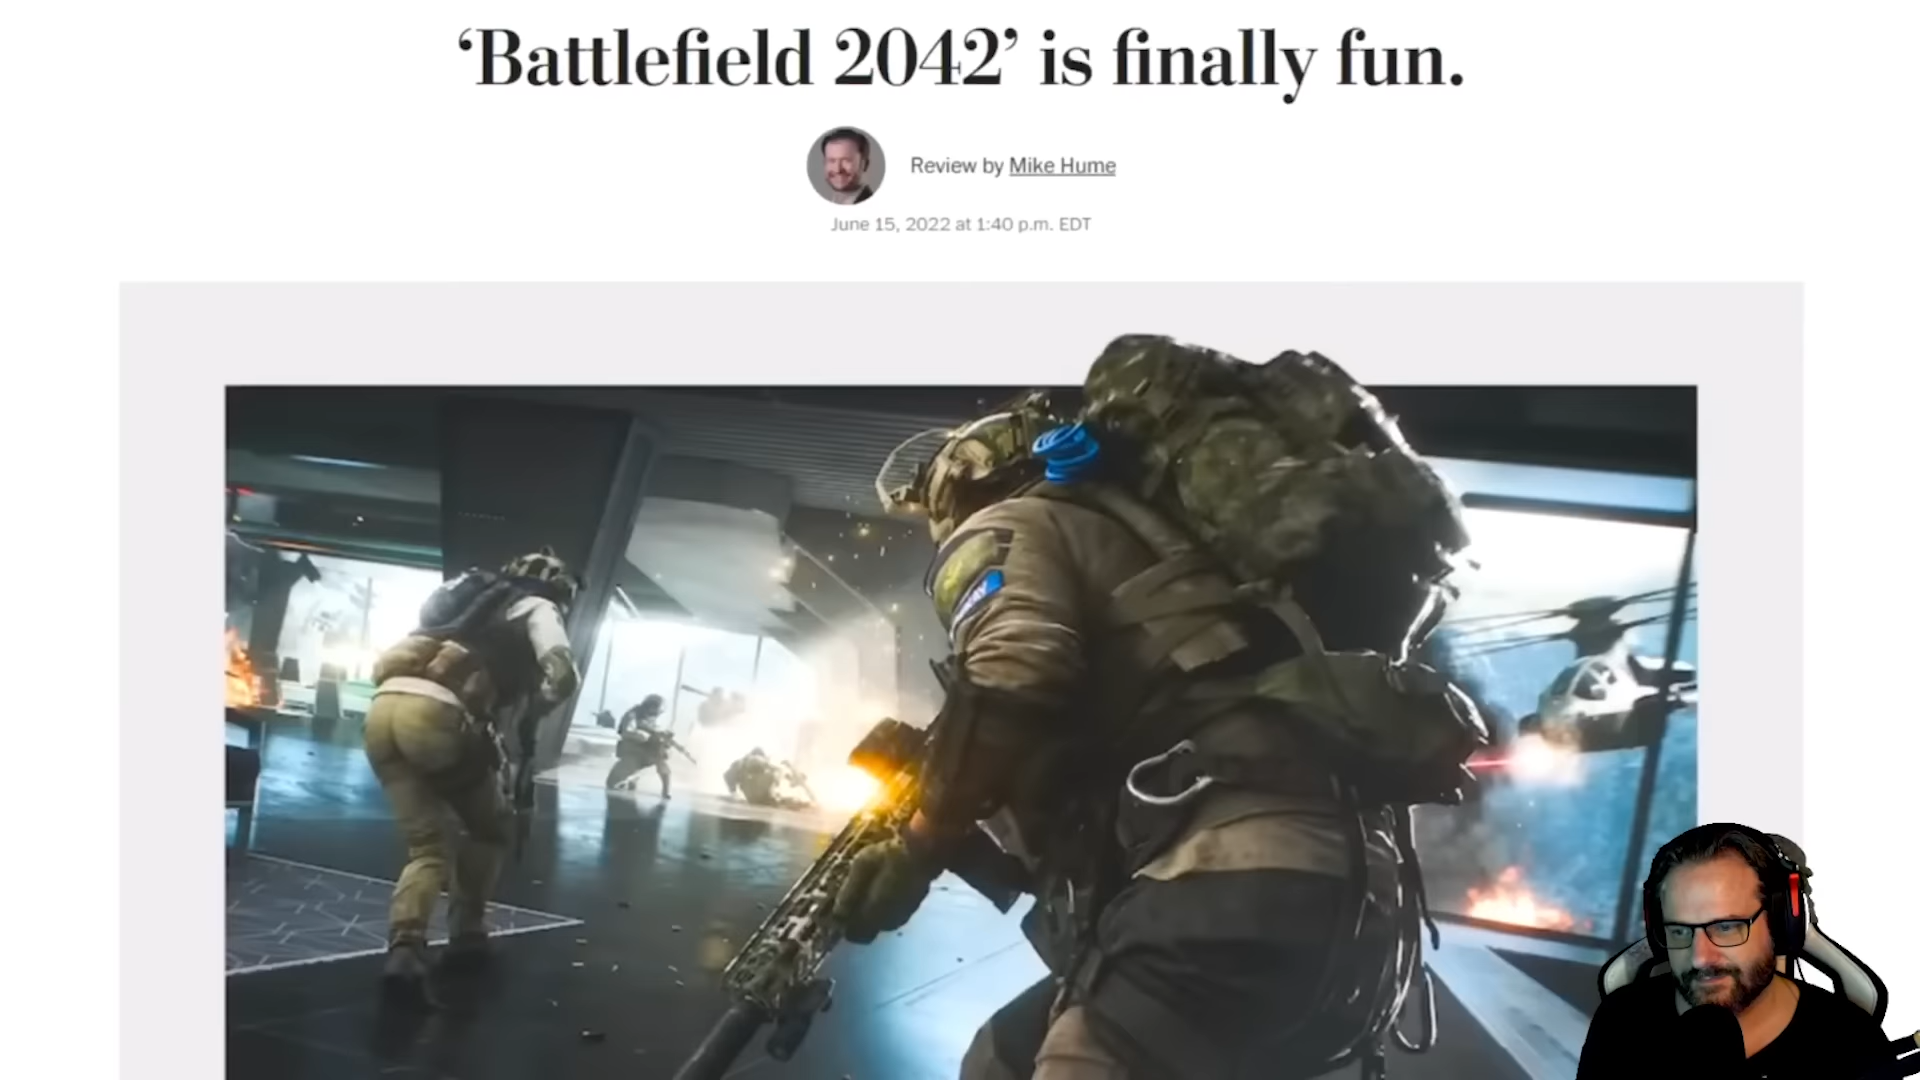 ‘Battlefield 2042’ is finally fun.
Review by Mike Hume
June 15, 2022 at 1:40 p.m. EDT